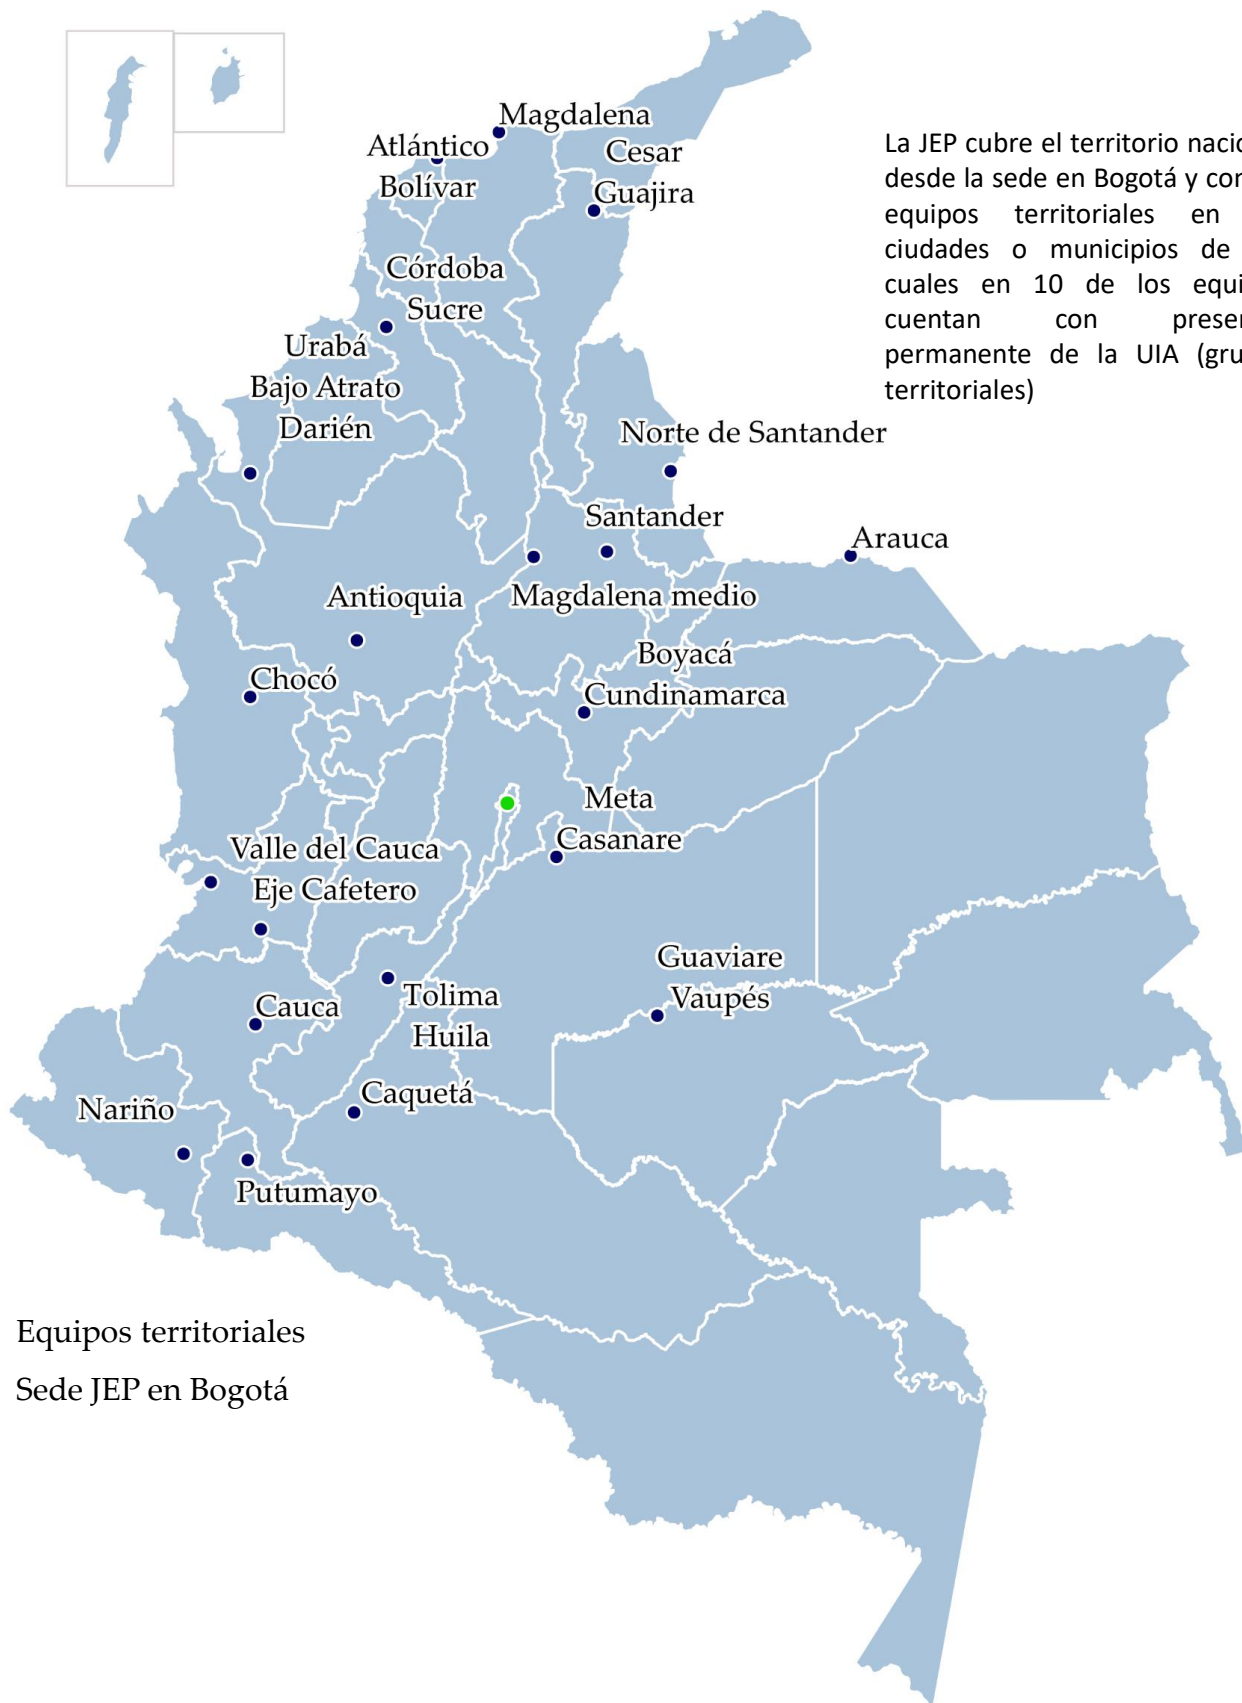 Magdalena
Atlántico
Bolívar
Cesar
Guajira
La JEP cubre el territorio nacio
desde la sede en Bogotá y con
equipos territoriales en
ciudades o municipios de
cuales en 10 de los equi
cuentan con presen
permanente de la UIA (gru
territoriales)
Córdoba
Sucre
Urabá
Bajo Atrato
Darién
Norte de Santander
Santander
Arauca
Antioquia
Magdalena medio
Boyacá
Cundinamarca
Chocó
Meta
Casanare
Valle del Cauca
Eje Cafetero
Guaviare
Vaupés
Tolima
Huila
Cauca
Caquetá
Nariño
Putumayo
Equipos territoriales
Sede JEP en Bogotá